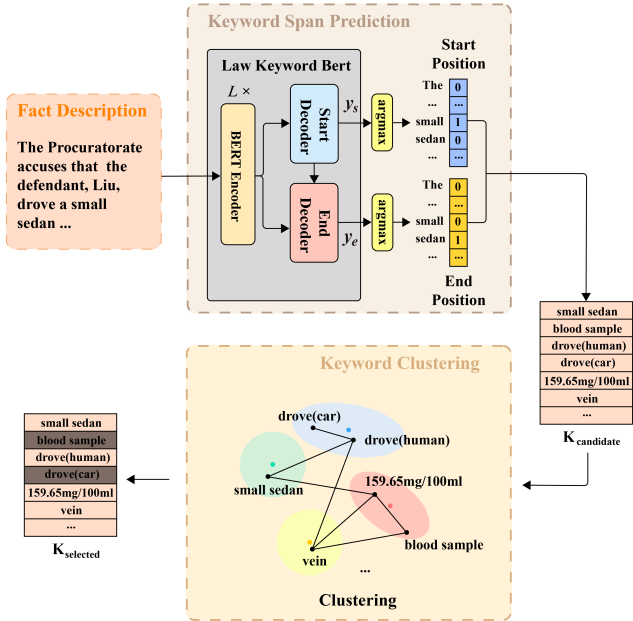 Keyword Span Prediction
Law Keyword Bert
Start
Position
Fact Description
The Procuratorate
accuses that the
defendant, Liu,
drove a small
sedan ...
L ×
BERT Encoder
Start
Decoder
End
Decoder
y_s
y_e
argmax
argmax
The 0
... ...
small 1
sedan 0
... ...
The 0
... ...
small 0
sedan 1
... ...
End
Position
small sedan
blood sample
drove(human)
drove(car)
159.65mg/100ml
vein
...
K_candidate
Keyword Clustering
drove(car)
drove(human)
small sedan
159.65mg/100ml
blood sample
vein
...
Clustering
small sedan
blood sample
drove(human)
drove(car)
159.65mg/100ml
vein
...
K_selected